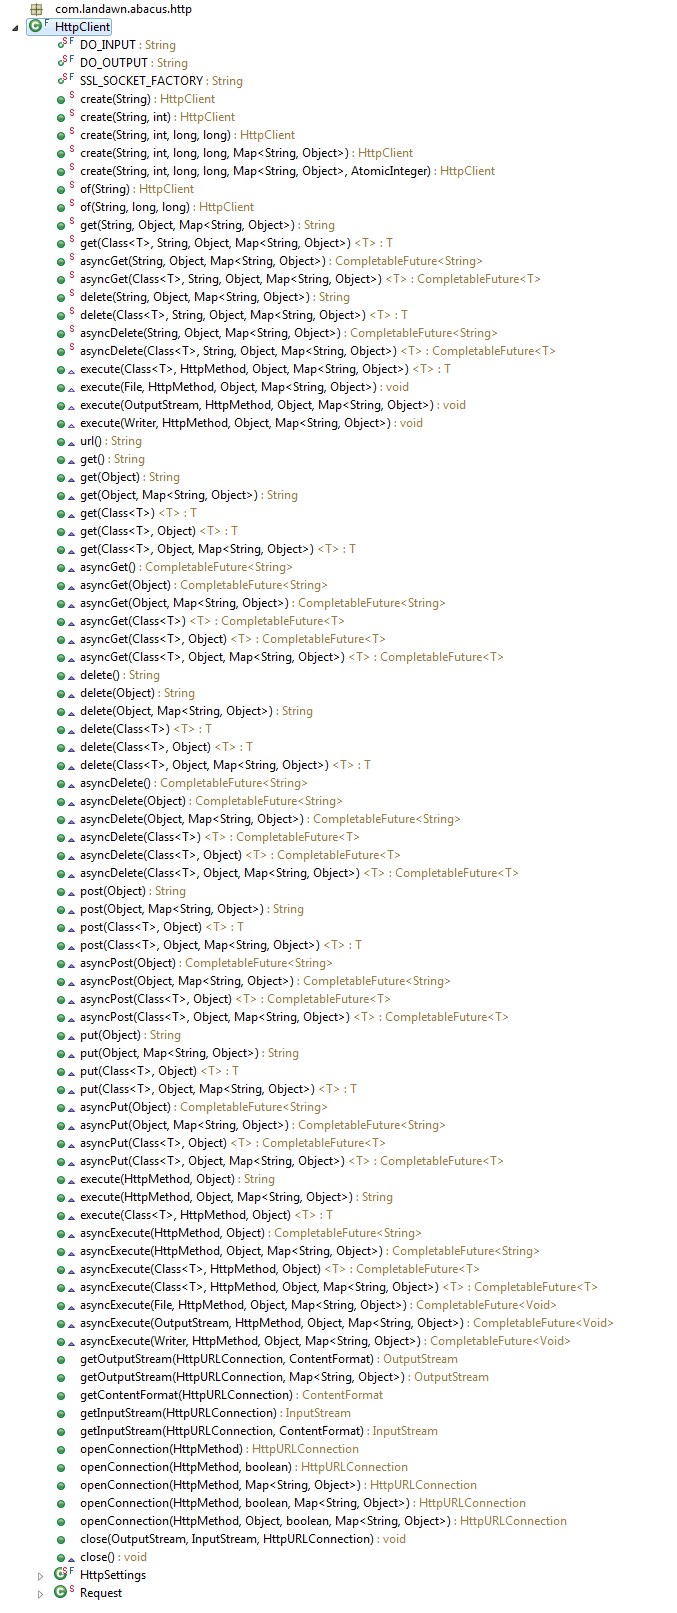 com.landawn.abacus.http
F HttpClient
S F DO_INPUT : String
S F DO_OUTPUT : String
S F SSL_SOCKET_FACTORY : String
S create(String) : HttpClient
S create(String, int) : HttpClient
S create(String, int, long, long) : HttpClient
S create(String, int, long, long, Map<String, Object>) : HttpClient
S create(String, int, long, long, Map<String, Object>, AtomicInteger) : HttpClient
S of(String) : HttpClient
S of(String, long, long) : HttpClient
S get(String, Object, Map<String, Object>) : String
S get(Class<T>, String, Object, Map<String, Object>) <T> : T
S asyncGet(String, Object, Map<String, Object>) : CompletableFuture<String>
S asyncGet(Class<T>, String, Object, Map<String, Object>) <T> : CompletableFuture<T>
S delete(String, Object, Map<String, Object>) : String
S delete(Class<T>, String, Object, Map<String, Object>) <T> : T
S asyncDelete(String, Object, Map<String, Object>) : CompletableFuture<String>
S asyncDelete(Class<T>, String, Object, Map<String, Object>) <T> : CompletableFuture<T>
execute(Class<T>, HttpMethod, Object, Map<String, Object>) <T> : T
execute(File, HttpMethod, Object, Map<String, Object>) : void
execute(OutputStream, HttpMethod, Object, Map<String, Object>) : void
execute(Writer, HttpMethod, Object, Map<String, Object>) : void
url() : String
get() : String
get(Object) : String
get(Object, Map<String, Object>) : String
get(Class<T>) <T> : T
get(Class<T>, Object) <T> : T
get(Class<T>, Object, Map<String, Object>) <T> : T
asyncGet() : CompletableFuture<String>
asyncGet(Object) : CompletableFuture<String>
asyncGet(Object, Map<String, Object>) : CompletableFuture<String>
asyncGet(Class<T>) <T> : CompletableFuture<T>
asyncGet(Class<T>, Object) <T> : CompletableFuture<T>
asyncGet(Class<T>, Object, Map<String, Object>) <T> : CompletableFuture<T>
delete() : String
delete(Object) : String
delete(Object, Map<String, Object>) : String
delete(Class<T>) <T> : T
delete(Class<T>, Object) <T> : T
delete(Class<T>, Object, Map<String, Object>) <T> : T
asyncDelete() : CompletableFuture<String>
asyncDelete(Object) : CompletableFuture<String>
asyncDelete(Object, Map<String, Object>) : CompletableFuture<String>
asyncDelete(Class<T>) <T> : CompletableFuture<T>
asyncDelete(Class<T>, Object) <T> : CompletableFuture<T>
asyncDelete(Class<T>, Object, Map<String, Object>) <T> : CompletableFuture<T>
post(Object) : String
post(Object, Map<String, Object>) : String
post(Class<T>, Object) <T> : T
post(Class<T>, Object, Map<String, Object>) <T> : T
asyncPost(Object) : CompletableFuture<String>
asyncPost(Object, Map<String, Object>) : CompletableFuture<String>
asyncPost(Class<T>, Object) <T> : CompletableFuture<T>
asyncPost(Class<T>, Object, Map<String, Object>) <T> : CompletableFuture<T>
put(Object) : String
put(Object, Map<String, Object>) : String
put(Class<T>, Object) <T> : T
put(Class<T>, Object, Map<String, Object>) <T> : T
asyncPut(Object) : CompletableFuture<String>
asyncPut(Object, Map<String, Object>) : CompletableFuture<String>
asyncPut(Class<T>, Object) <T> : CompletableFuture<T>
asyncPut(Class<T>, Object, Map<String, Object>) <T> : CompletableFuture<T>
execute(HttpMethod, Object) : String
execute(HttpMethod, Object, Map<String, Object>) : String
execute(Class<T>, HttpMethod, Object) <T> : T
asyncExecute(HttpMethod, Object) : CompletableFuture<String>
asyncExecute(HttpMethod, Object, Map<String, Object>) : CompletableFuture<String>
asyncExecute(Class<T>, HttpMethod, Object) <T> : CompletableFuture<T>
asyncExecute(Class<T>, HttpMethod, Object, Map<String, Object>) <T> : CompletableFuture<T>
asyncExecute(File, HttpMethod, Object, Map<String, Object>) : CompletableFuture<Void>
asyncExecute(OutputStream, HttpMethod, Object, Map<String, Object>) : CompletableFuture<Void>
asyncExecute(Writer, HttpMethod, Object, Map<String, Object>) : CompletableFuture<Void>
getOutputStream(HttpURLConnection, ContentFormat) : OutputStream
getOutputStream(HttpURLConnection, Map<String, Object>) : OutputStream
getContentFormat(HttpURLConnection) : ContentFormat
getInputStream(HttpURLConnection) : InputStream
getInputStream(HttpURLConnection, ContentFormat) : InputStream
openConnection(HttpMethod) : HttpURLConnection
openConnection(HttpMethod, boolean) : HttpURLConnection
openConnection(HttpMethod, Map<String, Object>) : HttpURLConnection
openConnection(HttpMethod, boolean, Map<String, Object>) : HttpURLConnection
openConnection(HttpMethod, Object, boolean, Map<String, Object>) : HttpURLConnection
close(OutputStream, InputStream, HttpURLConnection) : void
close() : void
S F HttpSettings
S Request